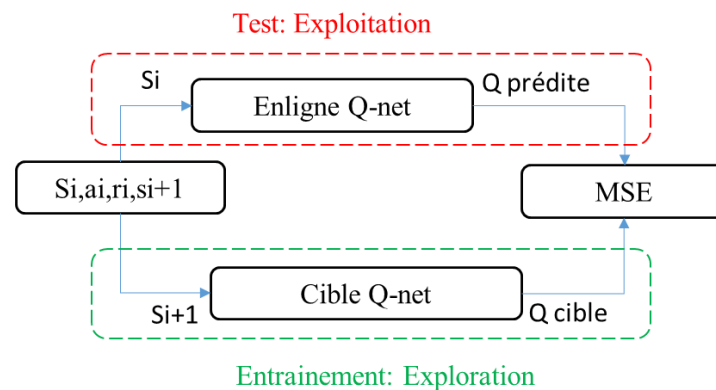 Test: Exploitation
Si
Q prédite
Enligne Q-net
Si,ai,ri,si+1
MSE
Cible Q-net
Si+1
Q cible
Entrainement: Exploration